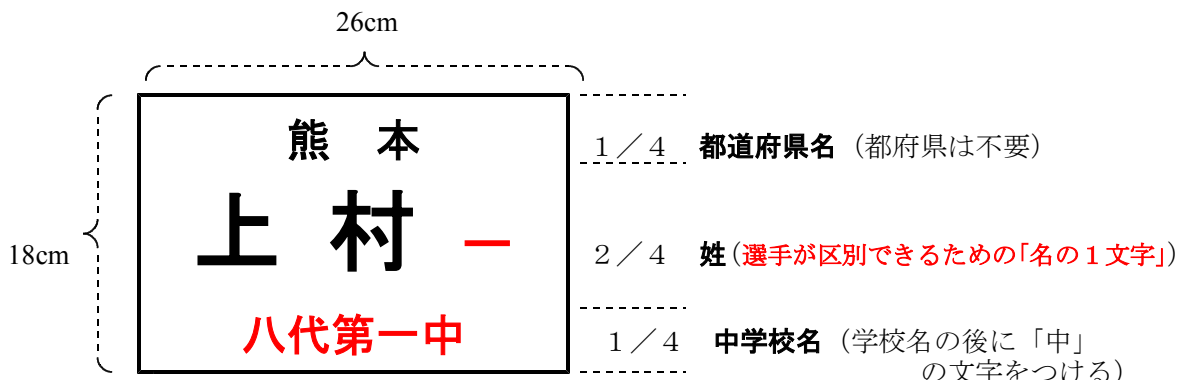 26cm
熊　本
1／4　都道府県名（都府県は不要）
18cm
上 村 一
2／4　姓（選手が区別できるための「名の１文字」）
八代第一中
1／4　中学校名（学校名の後に「中」
の文字をつける）